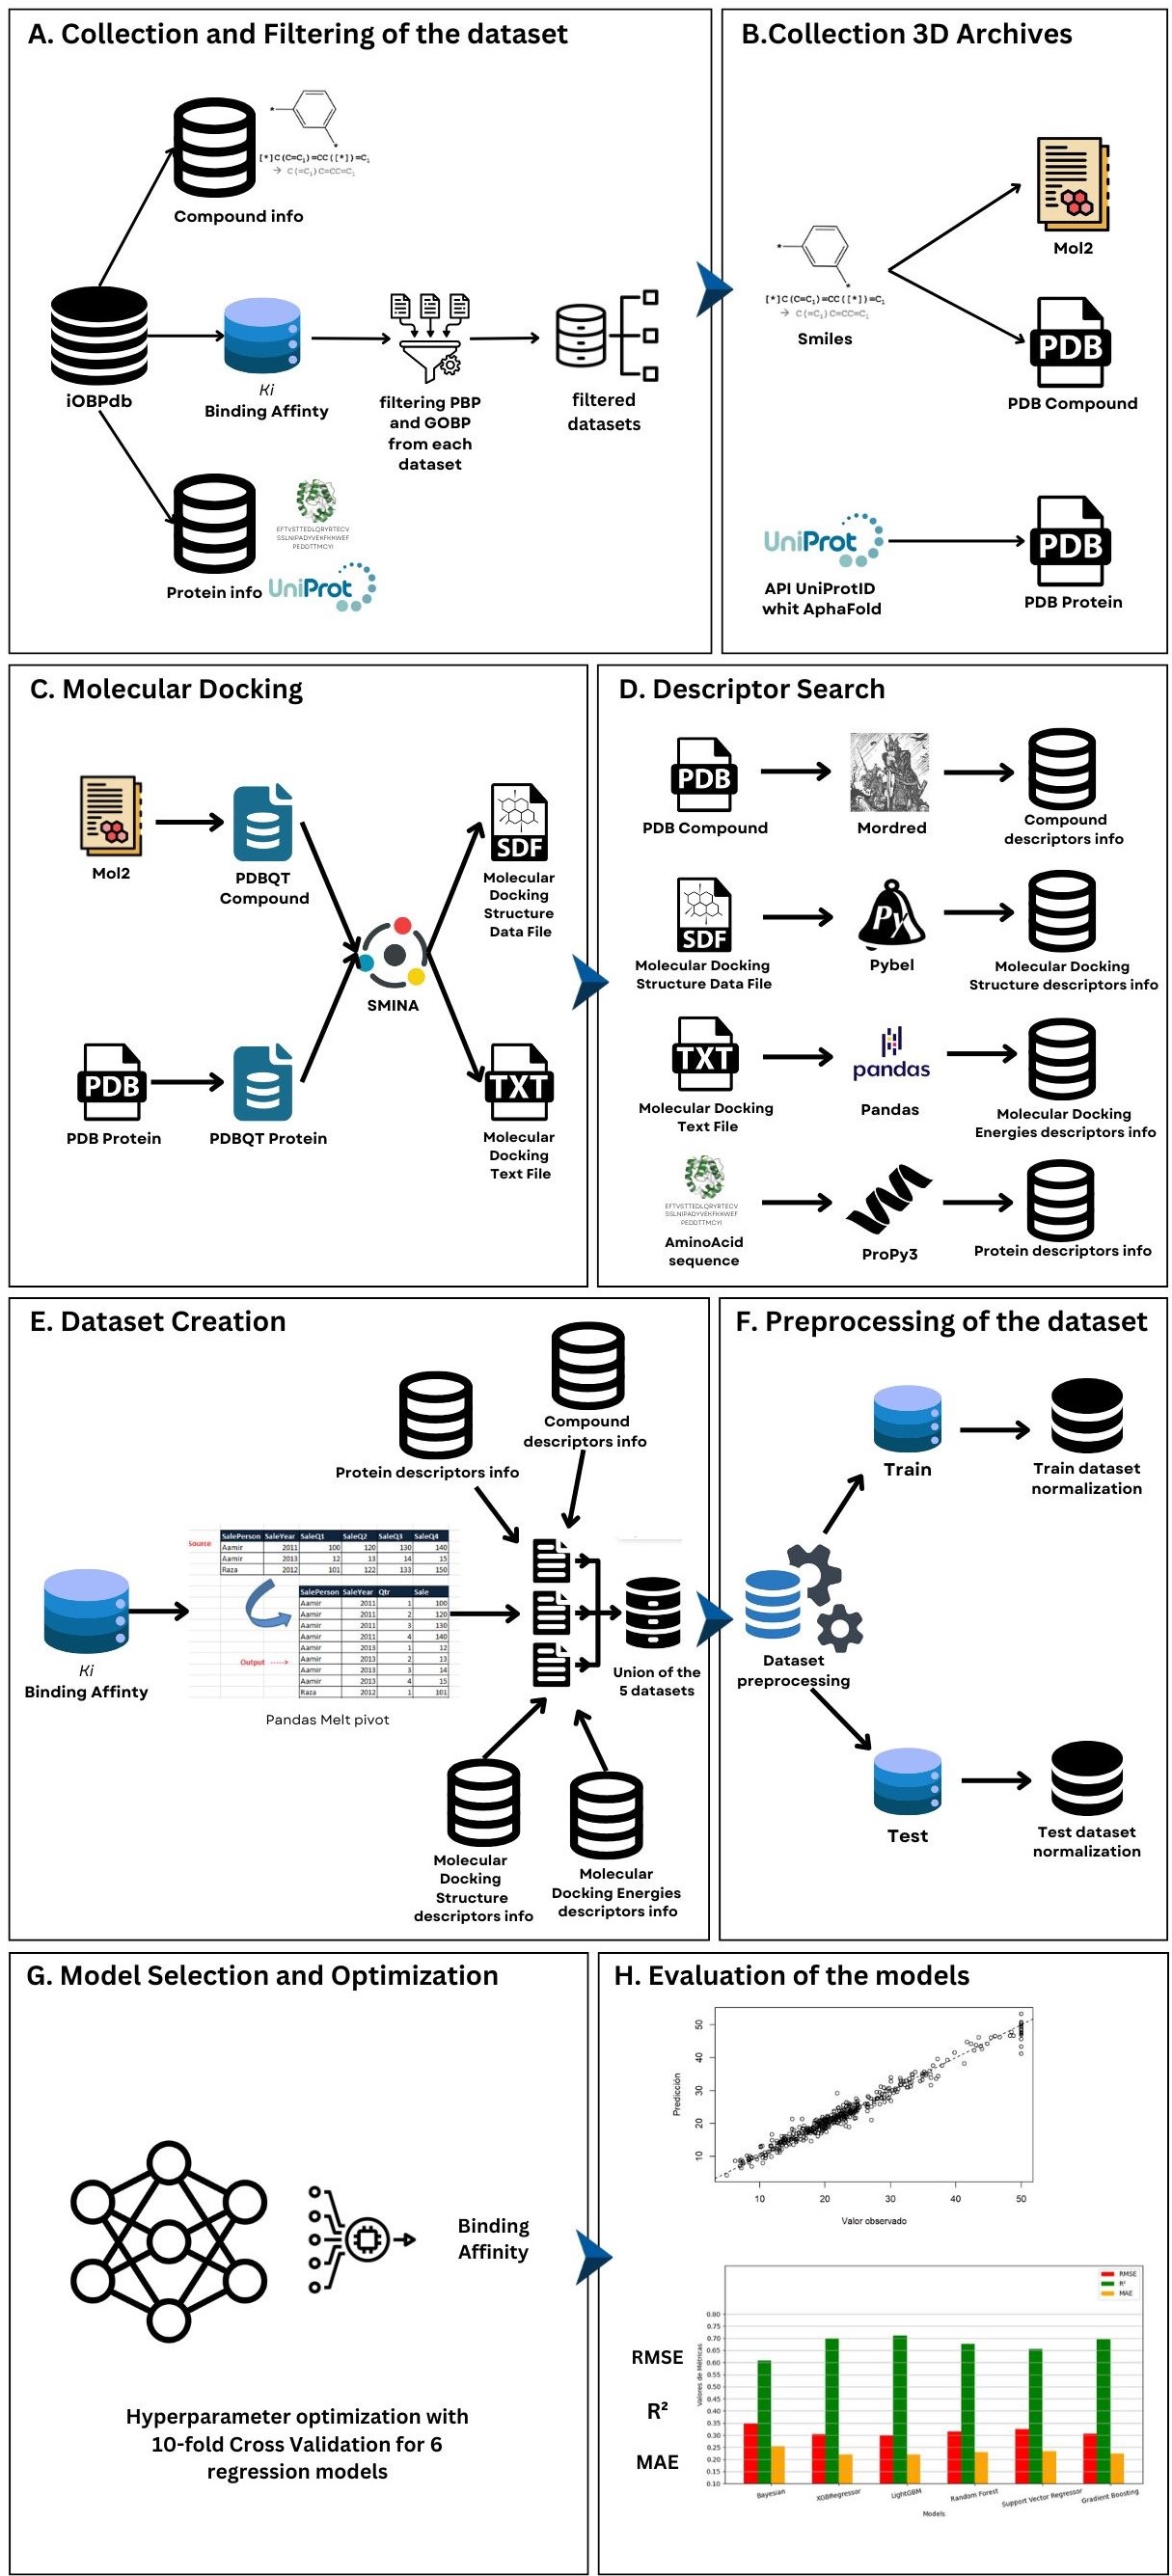 A. Collection and Filtering of the dataset
[*]C(C=C₁)=CC([*])=C₁
→ C(=C₁)C=CC=C₁
Compound info
iOBPdb
Ki
Binding Affinty
filtering PBP
and GOBP
from each
dataset
filtered
datasets
EFTVSTTEDLQRYRTECV
SSLNIPADYVEKFKKWEF
PEDDTTMCYI
Protein info
UniProt
B.Collection 3D Archives
[*]C(C=C₁)=CC([*])=C₁
→ C(=C₁)C=CC=C₁
Smiles
Mol2
PDB
PDB Compound
UniProt
API UniProtID
whit AphaFold
PDB
PDB Protein
C. Molecular Docking
Mol2
PDBQT
Compound
SDF
Molecular
Docking
Structure
Data File
SMINA
PDB
PDB Protein
PDBQT Protein
TXT
Molecular
Docking
Text File
D. Descriptor Search
PDB
PDB Compound
Mordred
Compound
descriptors info
SDF
Molecular Docking
Structure Data File
Py
Pybel
Molecular Docking
Structure descriptors info
TXT
Molecular Docking
Text File
pandas
Pandas
Molecular Docking
Energies descriptors info
EFTVSTTEDLQRYRTECV
SSLNIPADYVEKFKKWEF
PEDDTTMCYI
AminoAcid
sequence
ProPy3
Protein descriptors info
E. Dataset Creation
Compound
descriptors info
Protein descriptors info
Ki
Binding Affinty
Source
SalePerson SaleYear SaleQ1 SaleQ2 SaleQ3 SaleQ4
Aamir 2011 100 120 130 140
Aamir 2013 12 13 14 15
Raza 2012 101 122 133 150
SalePerson SaleYear Qtr Sale
Aamir 2011 1 100
Aamir 2011 2 120
Aamir 2011 3 130
Aamir 2011 4 140
Aamir 2013 1 12
Aamir 2013 2 13
Aamir 2013 3 14
Aamir 2013 4 15
Raza 2012 1 101
Output ----->
Pandas Melt pivot
Union of the
5 datasets
Molecular
Docking
Structure
descriptors info
Molecular
Docking Energies
descriptors info
F. Preprocessing of the dataset
Train
Train dataset
normalization
Dataset
preprocessing
Test
Test dataset
normalization
G. Model Selection and Optimization
Binding
Affinity
Hyperparameter optimization with
10-fold Cross Validation for 6
regression models
H. Evaluation of the models
Predicción
50
40
30
20
10
10 20 30 40 50
Valor observado
RMSE
R²
MAE
RMSE
R²
MAE
Valores de Métricas
0.80
0.75
0.70
0.65
0.60
0.55
0.50
0.45
0.40
0.35
0.30
0.25
0.20
0.15
0.10
Bayesian XGBRegressor LightGBM Random Forest Support Vector Regressor Gradient Boosting
Models